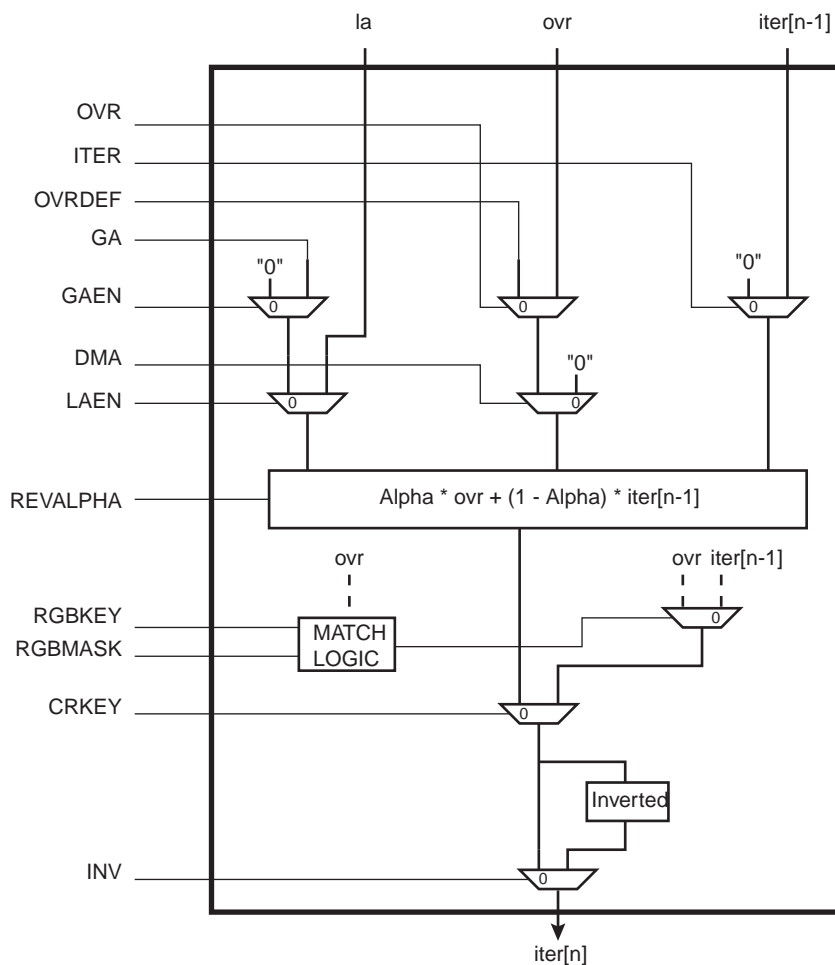 la ovr iter[n-1]
OVR
ITER
OVRDEF
GA
"0" "0"
GAEN 0 0 0
DMA "0"
LAEN 0 0
REVALPHA Alpha * ovr + (1 - Alpha) * iter[n-1]
ovr ovr iter[n-1]
RGBKEY 0
MATCH
RGBMASK LOGIC
CRKEY 0
Inverted
INV 0
iter[n]